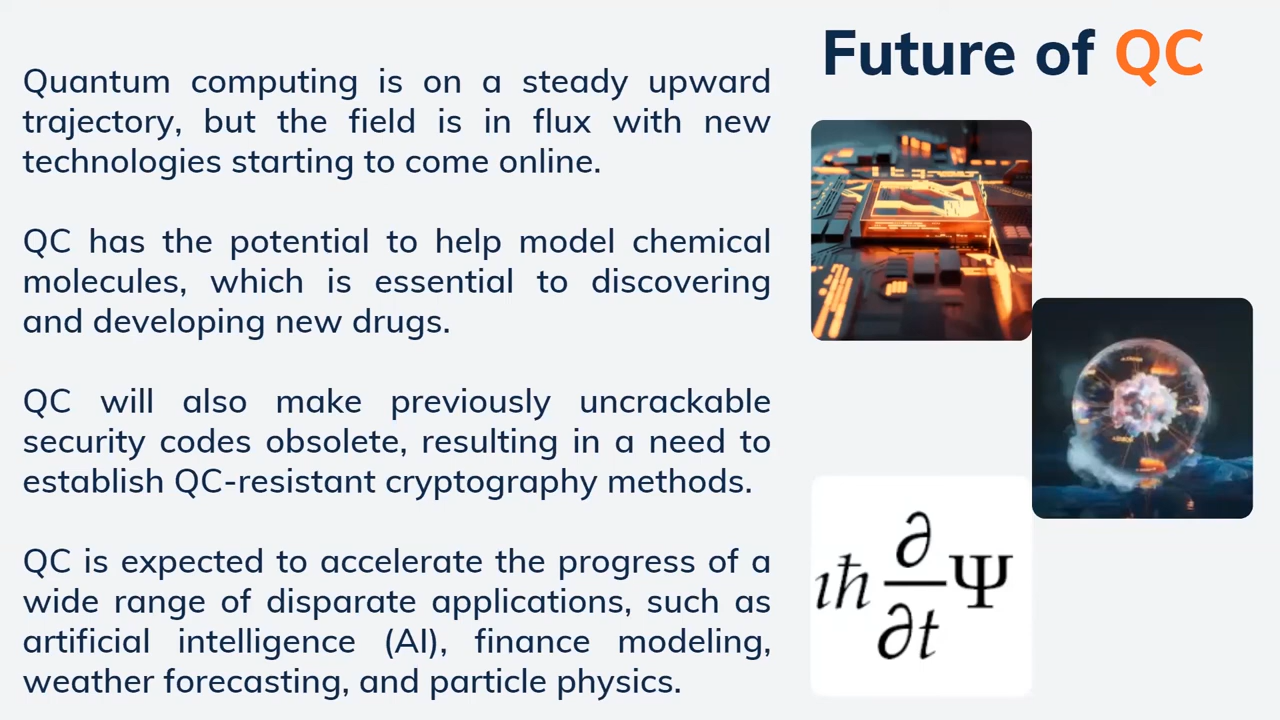 Future of QC
Quantum computing is on a steady upward
trajectory, but the field is in flux with new
technologies starting to come online.
QC has the potential to help model chemical
molecules, which is essential to discovering
and developing new drugs.
QC will also make previously uncrackable
security codes obsolete, resulting in a need to
establish QC-resistant cryptography methods.
QC is expected to accelerate the progress of a
wide range of disparate applications, such as
artificial intelligence (AI), finance modeling,
weather forecasting, and particle physics.
iħ ∂/∂t Ψ